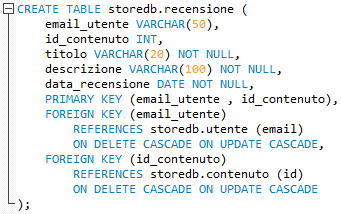 CREATE TABLE storedb.recensione (
email_utente VARCHAR(50),
id_contenuto INT,
titolo VARCHAR(20) NOT NULL,
descrizione VARCHAR(100) NOT NULL,
data_recensione DATE NOT NULL,
PRIMARY KEY (email_utente , id_contenuto),
FOREIGN KEY (email_utente)
REFERENCES storedb.utente (email)
ON DELETE CASCADE ON UPDATE CASCADE,
FOREIGN KEY (id_contenuto)
REFERENCES storedb.contenuto (id)
ON DELETE CASCADE ON UPDATE CASCADE
);